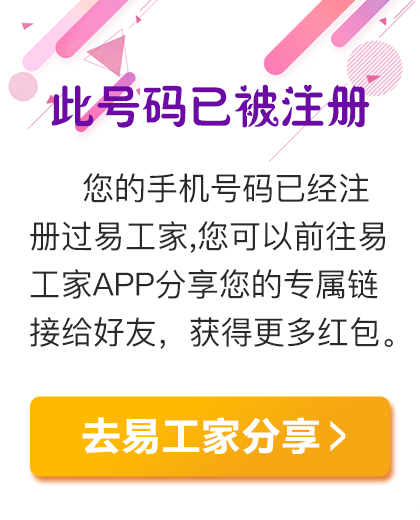 此号码已被注册
您的手机号码已经注
册过易工家,您可以前往易
工家APP分享您的专属链
接给好友，获得更多红包。
去易工家分享 >